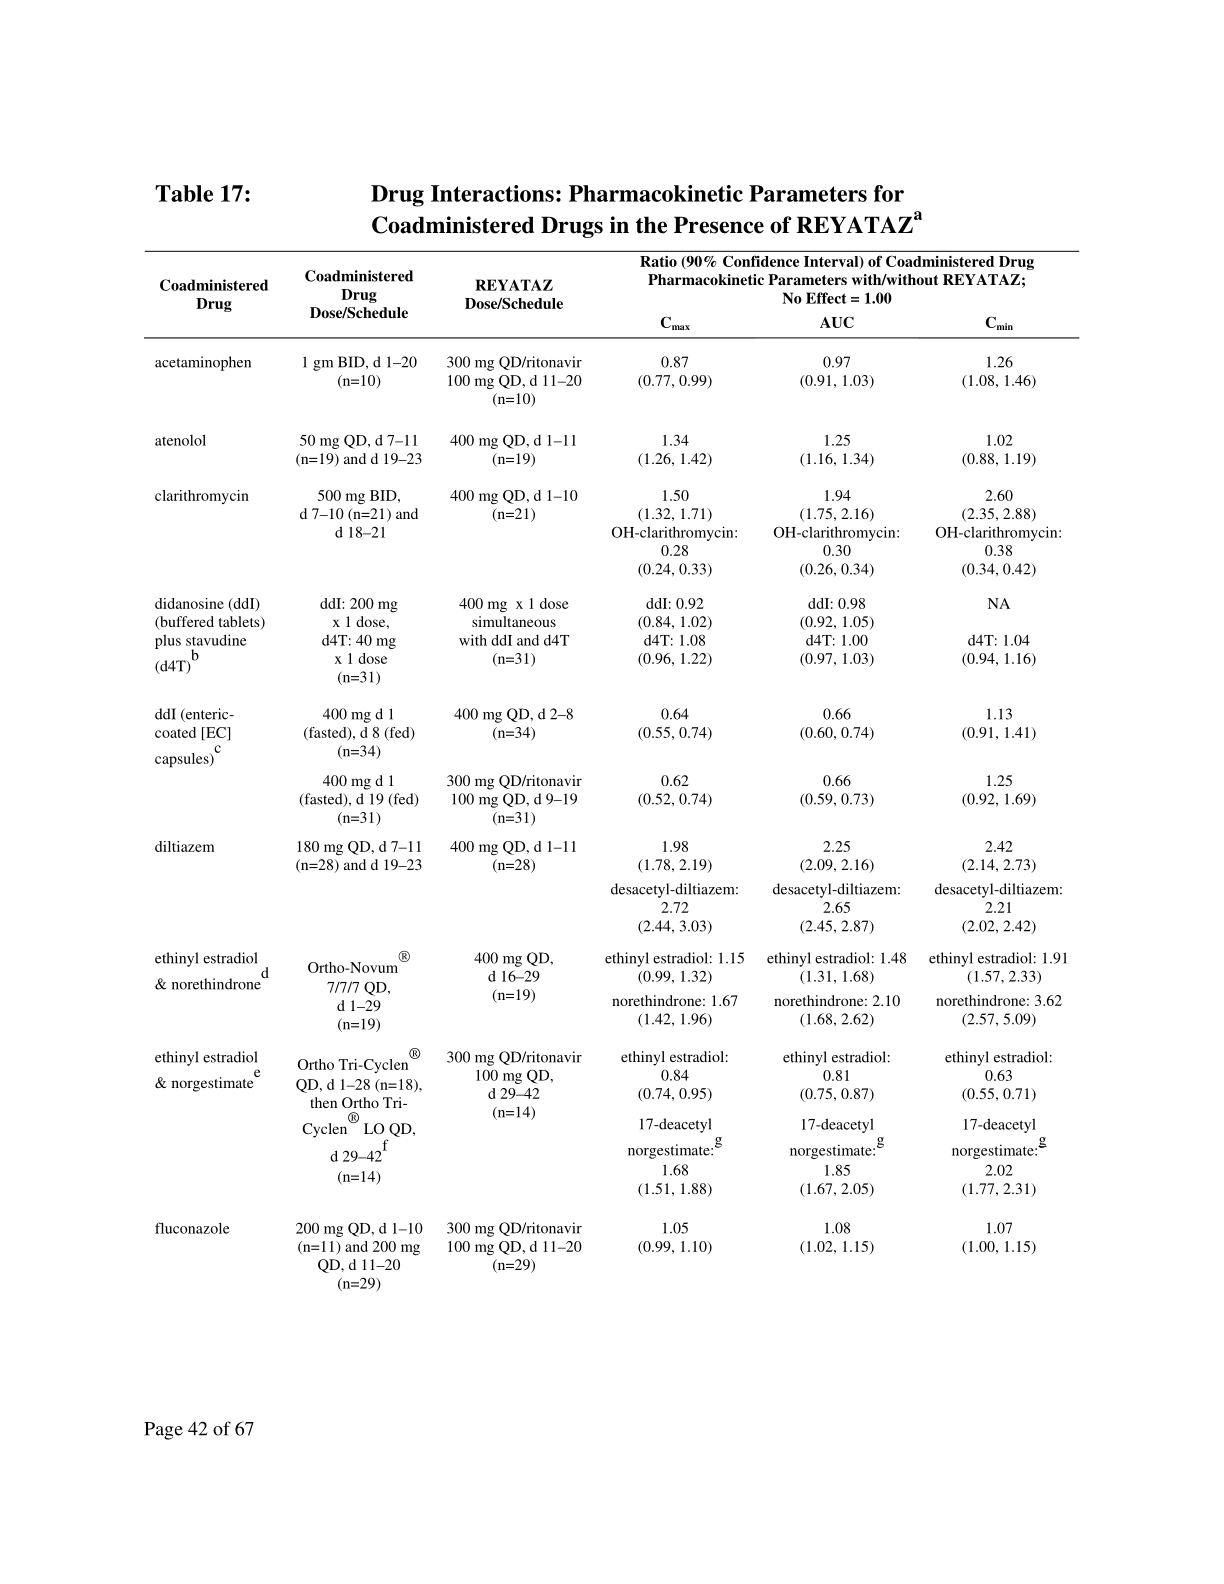 Table 17:
Drug Interactions: Pharmacokinetic Parameters for
Coadministered Drugs in the Presence of REYATAZa
Coadministered
Drug
Coadministered
Drug
Dose/Schedule
REYATAZ
Dose/Schedule
Ratio (90% Confidence Interval) of Coadministered Drug
Pharmacokinetic Parameters with/without REYATAZ;
No Effect = 1.00
Cmax AUC Cmin
acetaminophen 1 gm BID, d 1–20 300 mg QD/ritonavir 0.87 0.97 1.26
(n=10) 100 mg QD, d 11–20 (0.77, 0.99) (0.91, 1.03) (1.08, 1.46)
(n=10)
atenolol 50 mg QD, d 7–11 400 mg QD, d 1–11 1.34 1.25 1.02
(n=19) and d 19–23 (n=19) (1.26, 1.42) (1.16, 1.34) (0.88, 1.19)
clarithromycin 500 mg BID, 400 mg QD, d 1–10 1.50 1.94 2.60
d 7–10 (n=21) and (n=21) (1.32, 1.71) (1.75, 2.16) (2.35, 2.88)
d 18–21 OH-clarithromycin: OH-clarithromycin: OH-clarithromycin:
0.28 0.30 0.38
(0.24, 0.33) (0.26, 0.34) (0.34, 0.42)
didanosine (ddI) ddI: 200 mg 400 mg x 1 dose ddI: 0.92 ddI: 0.98 NA
(buffered tablets) x 1 dose, simultaneous (0.84, 1.02) (0.92, 1.05)
plus stavudine d4T: 40 mg with ddI and d4T d4T: 1.08 d4T: 1.00 d4T: 1.04
(d4T)b x 1 dose (n=31) (0.96, 1.22) (0.97, 1.03) (0.94, 1.16)
(n=31)
ddI (enteric- 400 mg d 1 400 mg QD, d 2–8 0.64 0.66 1.13
coated [EC] (fasted), d 8 (fed) (n=34) (0.55, 0.74) (0.60, 0.74) (0.91, 1.41)
capsules)c (n=34)
400 mg d 1 300 mg QD/ritonavir 0.62 0.66 1.25
(fasted), d 19 (fed) 100 mg QD, d 9–19 (0.52, 0.74) (0.59, 0.73) (0.92, 1.69)
(n=31) (n=31)
diltiazem 180 mg QD, d 7–11 400 mg QD, d 1–11 1.98 2.25 2.42
(n=28) and d 19–23 (n=28) (1.78, 2.19) (2.09, 2.16) (2.14, 2.73)
desacetyl-diltiazem: desacetyl-diltiazem: desacetyl-diltiazem:
2.72 2.65 2.21
(2.44, 3.03) (2.45, 2.87) (2.02, 2.42)
ethinyl estradiol Ortho-Novum® 400 mg QD, ethinyl estradiol: 1.15 ethinyl estradiol: 1.48 ethinyl estradiol: 1.91
& norethindroned 7/7/7 QD, d 16–29 (0.99, 1.32) (1.31, 1.68) (1.57, 2.33)
d 1–29 (n=19) norethindrone: 1.67 norethindrone: 2.10 norethindrone: 3.62
(n=19) (1.42, 1.96) (1.68, 2.62) (2.57, 5.09)
ethinyl estradiol Ortho Tri-Cyclen® 300 mg QD/ritonavir ethinyl estradiol: ethinyl estradiol: ethinyl estradiol:
& norgestimatee QD, d 1–28 (n=18), 100 mg QD, 0.84 0.81 0.63
then Ortho Tri- d 29–42 (0.74, 0.95) (0.75, 0.87) (0.55, 0.71)
Cyclen® LO QD, (n=14) 17-deacetyl 17-deacetyl 17-deacetyl
d 29–42f norgestimate:g norgestimate:g norgestimate:g
(n=14) 1.68 1.85 2.02
(1.51, 1.88) (1.67, 2.05) (1.77, 2.31)
fluconazole 200 mg QD, d 1–10 300 mg QD/ritonavir 1.05 1.08 1.07
(n=11) and 200 mg 100 mg QD, d 11–20 (0.99, 1.10) (1.02, 1.15) (1.00, 1.15)
QD, d 11–20 (n=29)
(n=29)
Page 42 of 67